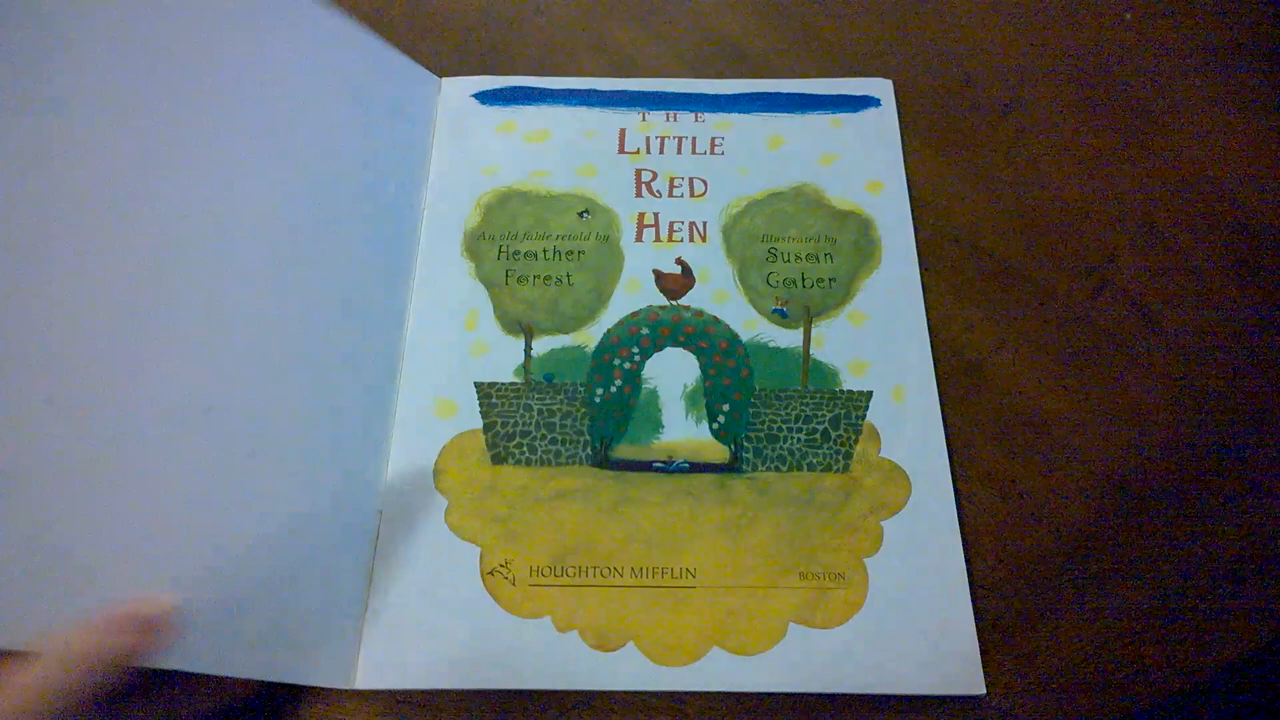 THE
LITTLE
RED
HEN
An old fable retold by
Heather
Forest
Illustrated by
Susan
Gaber
HOUGHTON MIFFLIN
BOSTON